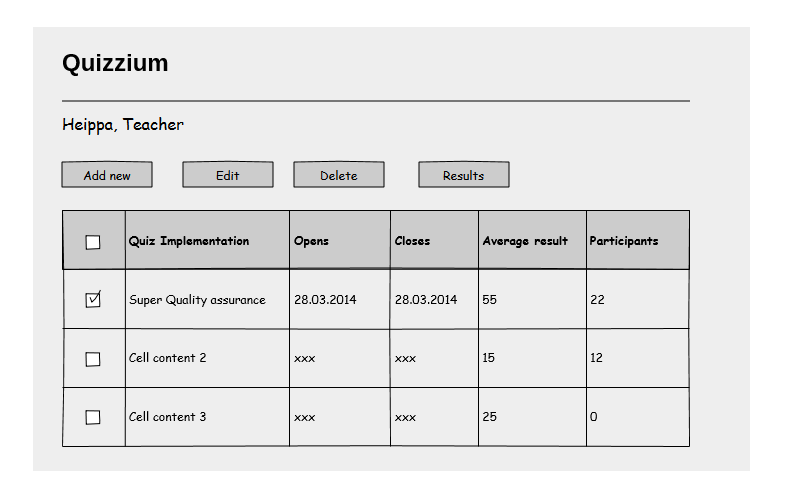 Quizzium
Heippa, Teacher
Add new Edit Delete Results
Quiz Implementation Opens Closes Average result Participants
Super Quality assurance 28.03.2014 28.03.2014 55 22
Cell content 2 xxx xxx 15 12
Cell content 3 xxx xxx 25 0